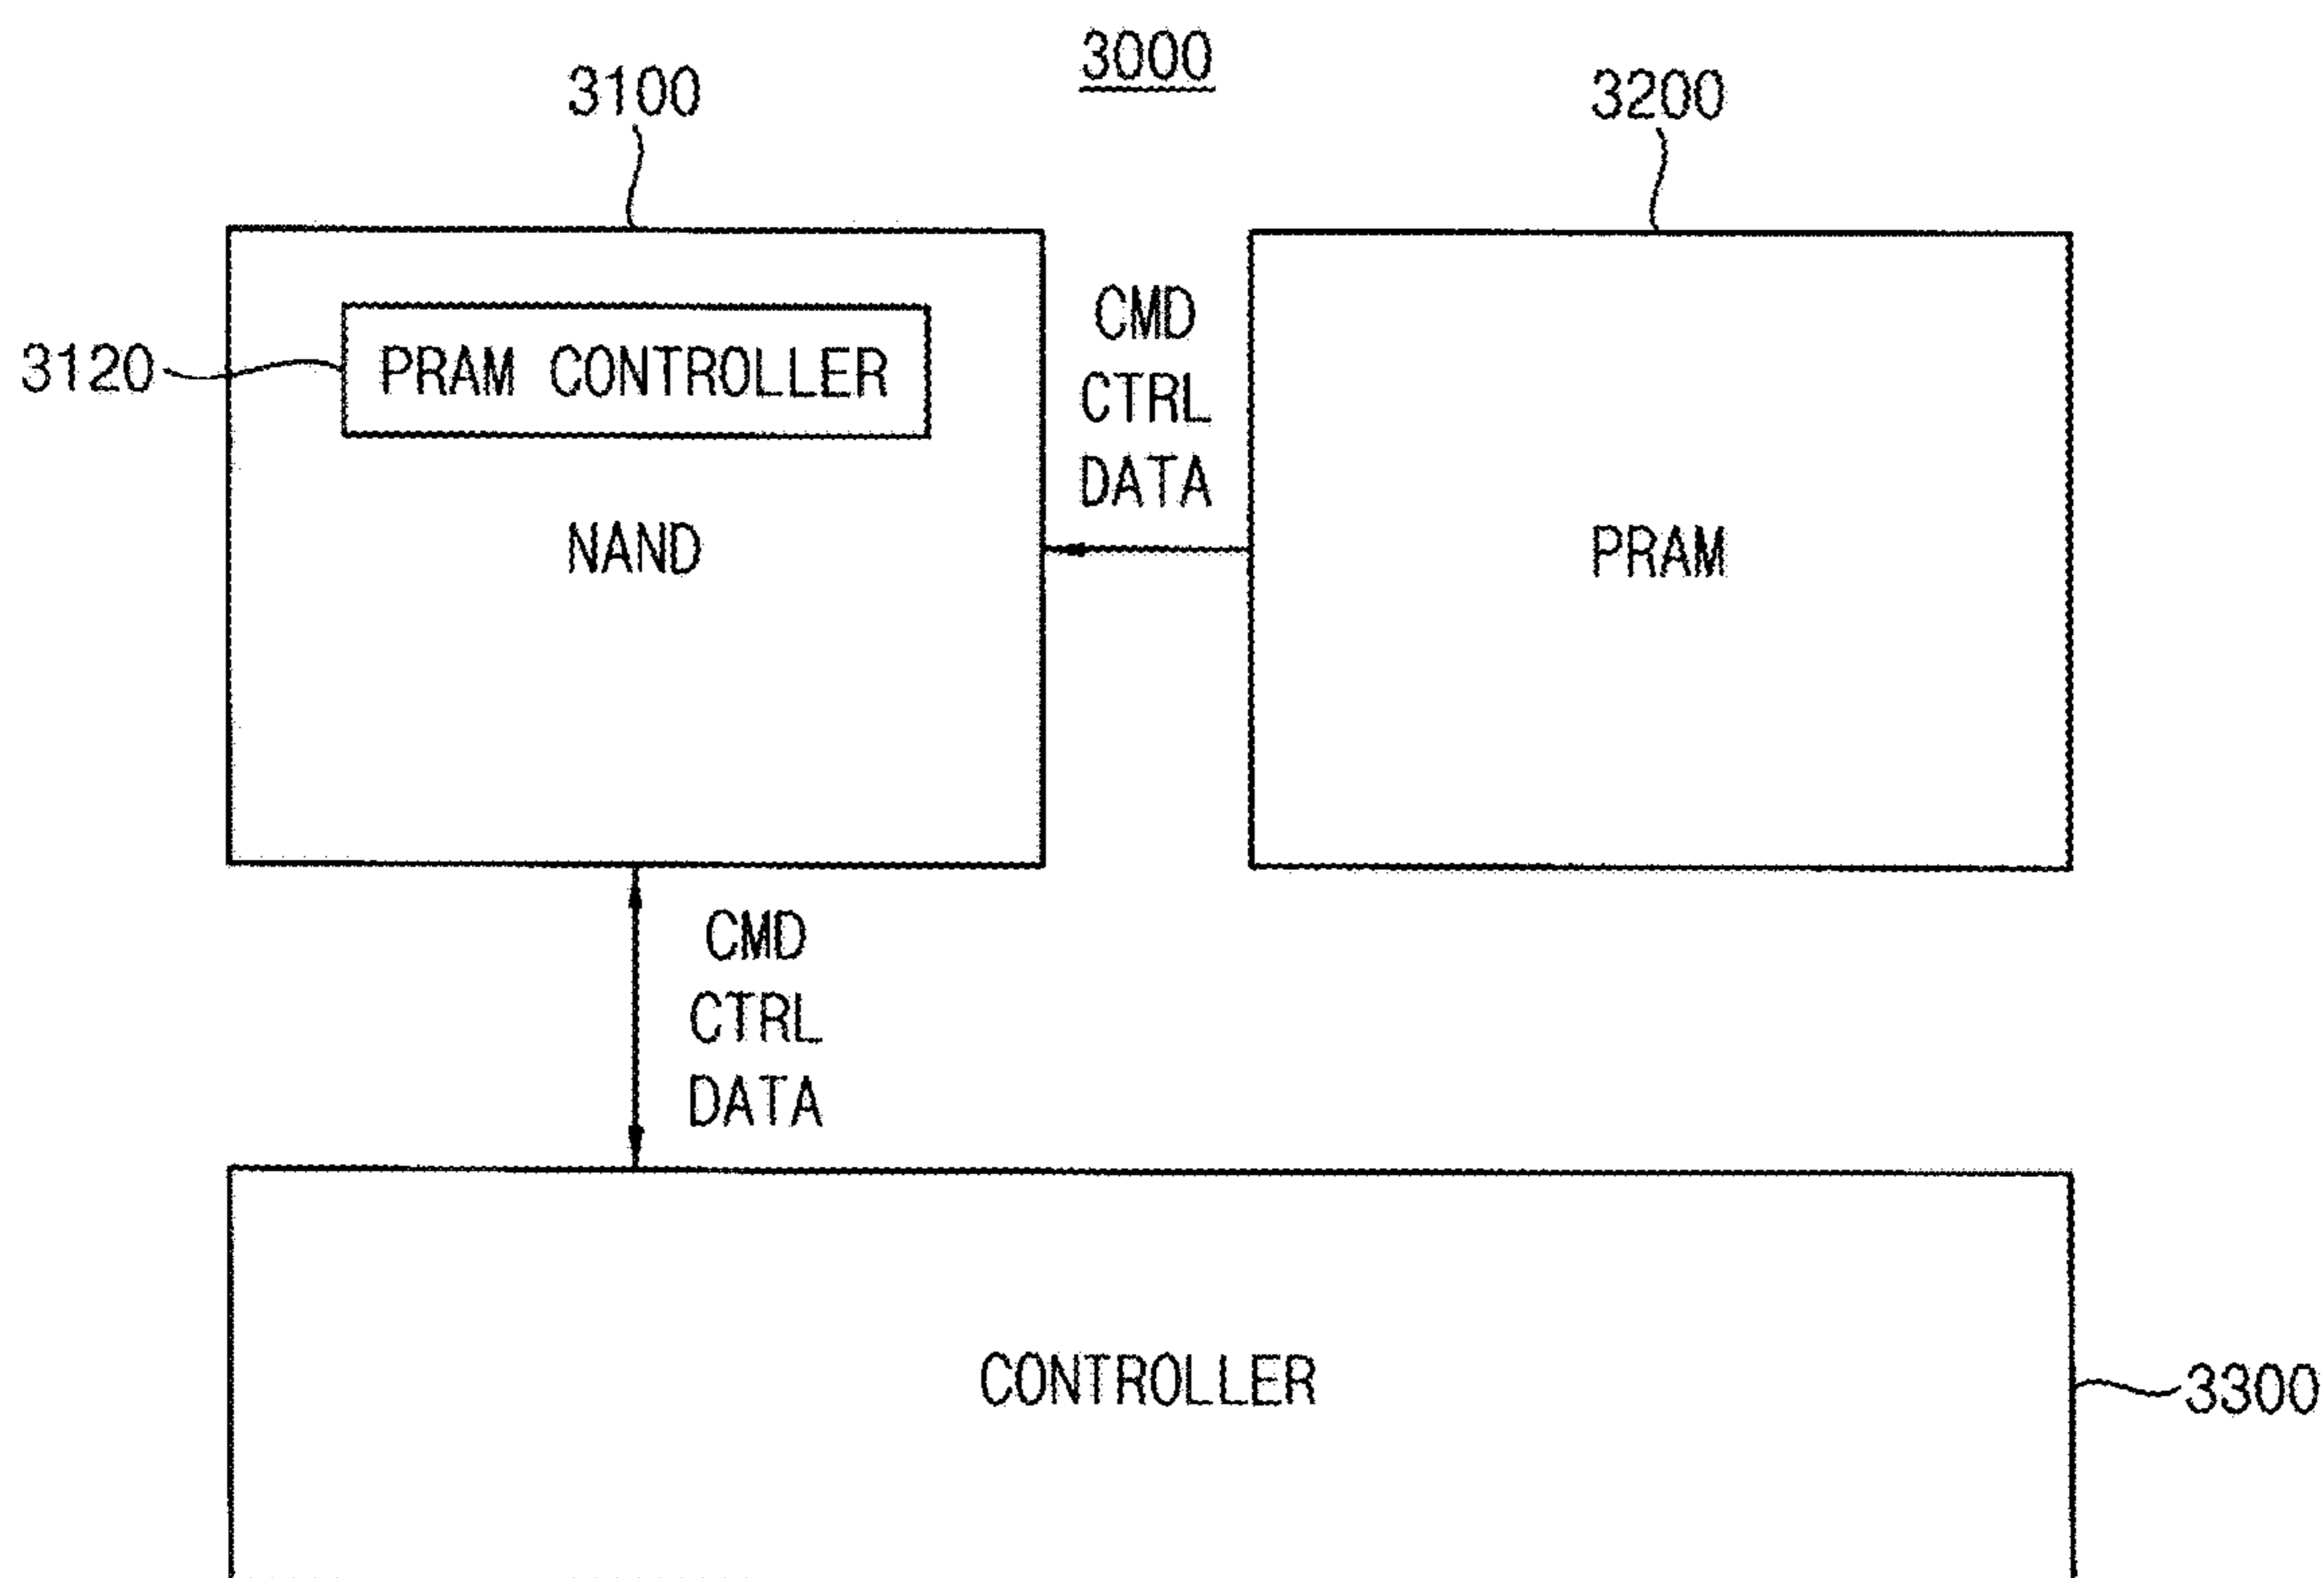 3000
3100
3200
3120
PRAM CONTROLLER
CMD
CTRL
DATA
NAND
PRAM
CMD
CTRL
DATA
CONTROLLER
3300